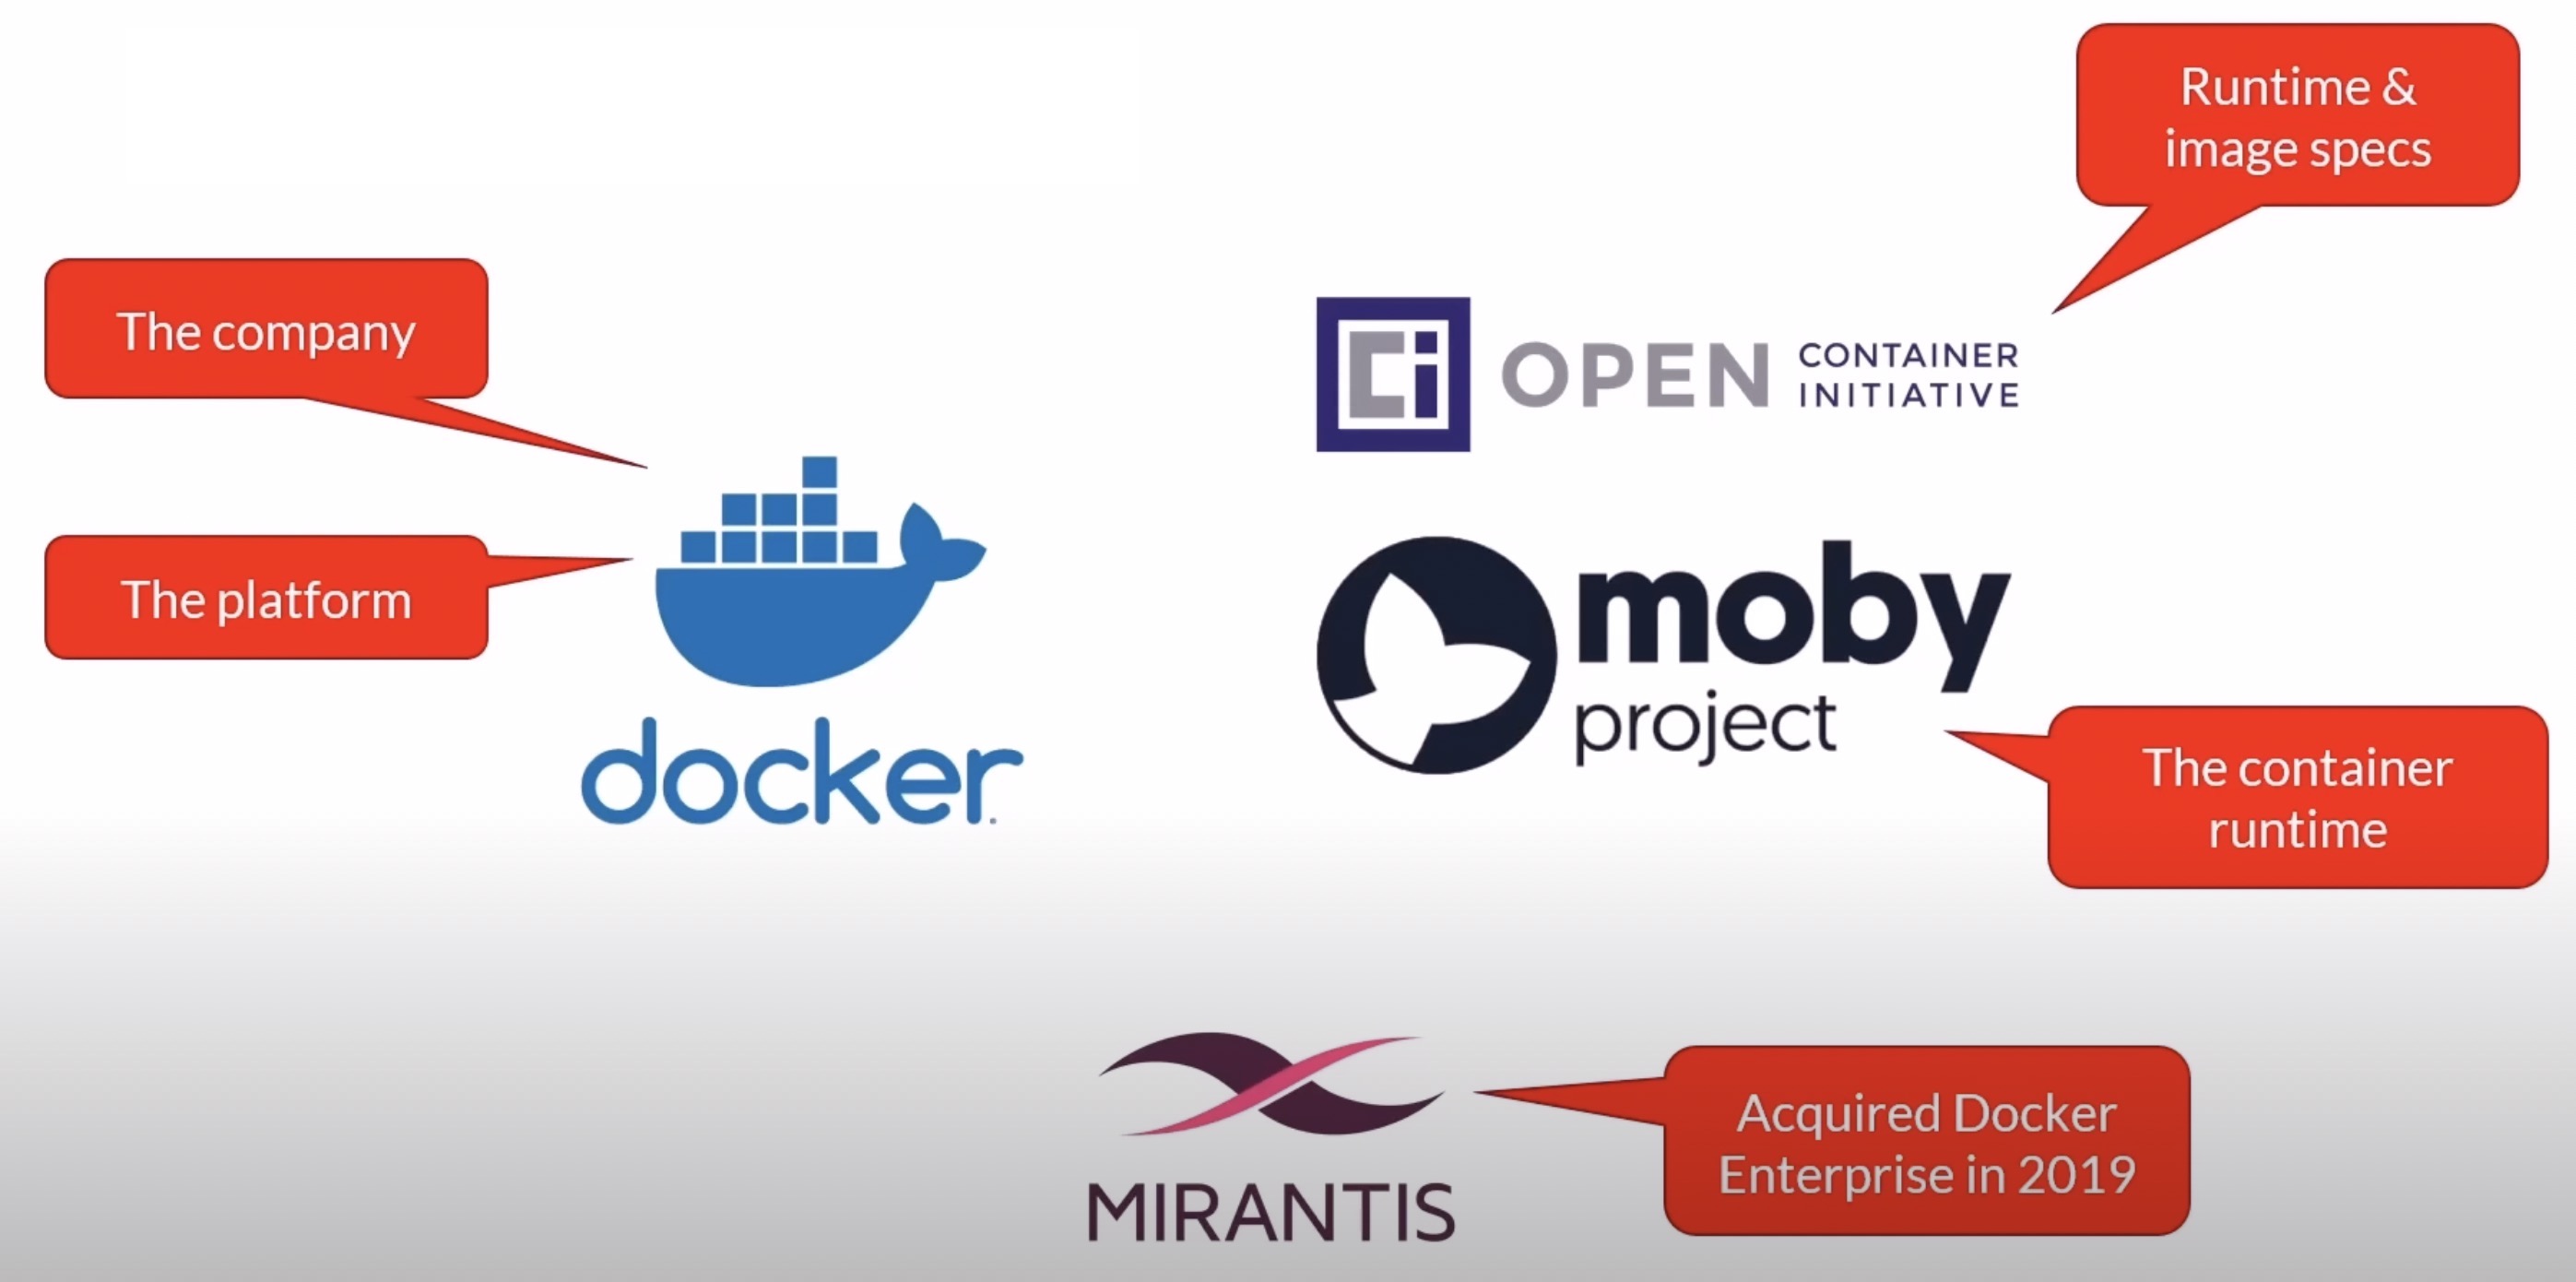 Runtime &
image specs
The company
Ci OPEN CONTAINER
INITIATIVE
The platform
docker
moby
project
The container
runtime
MIRANTIS
Acquired Docker
Enterprise in 2019